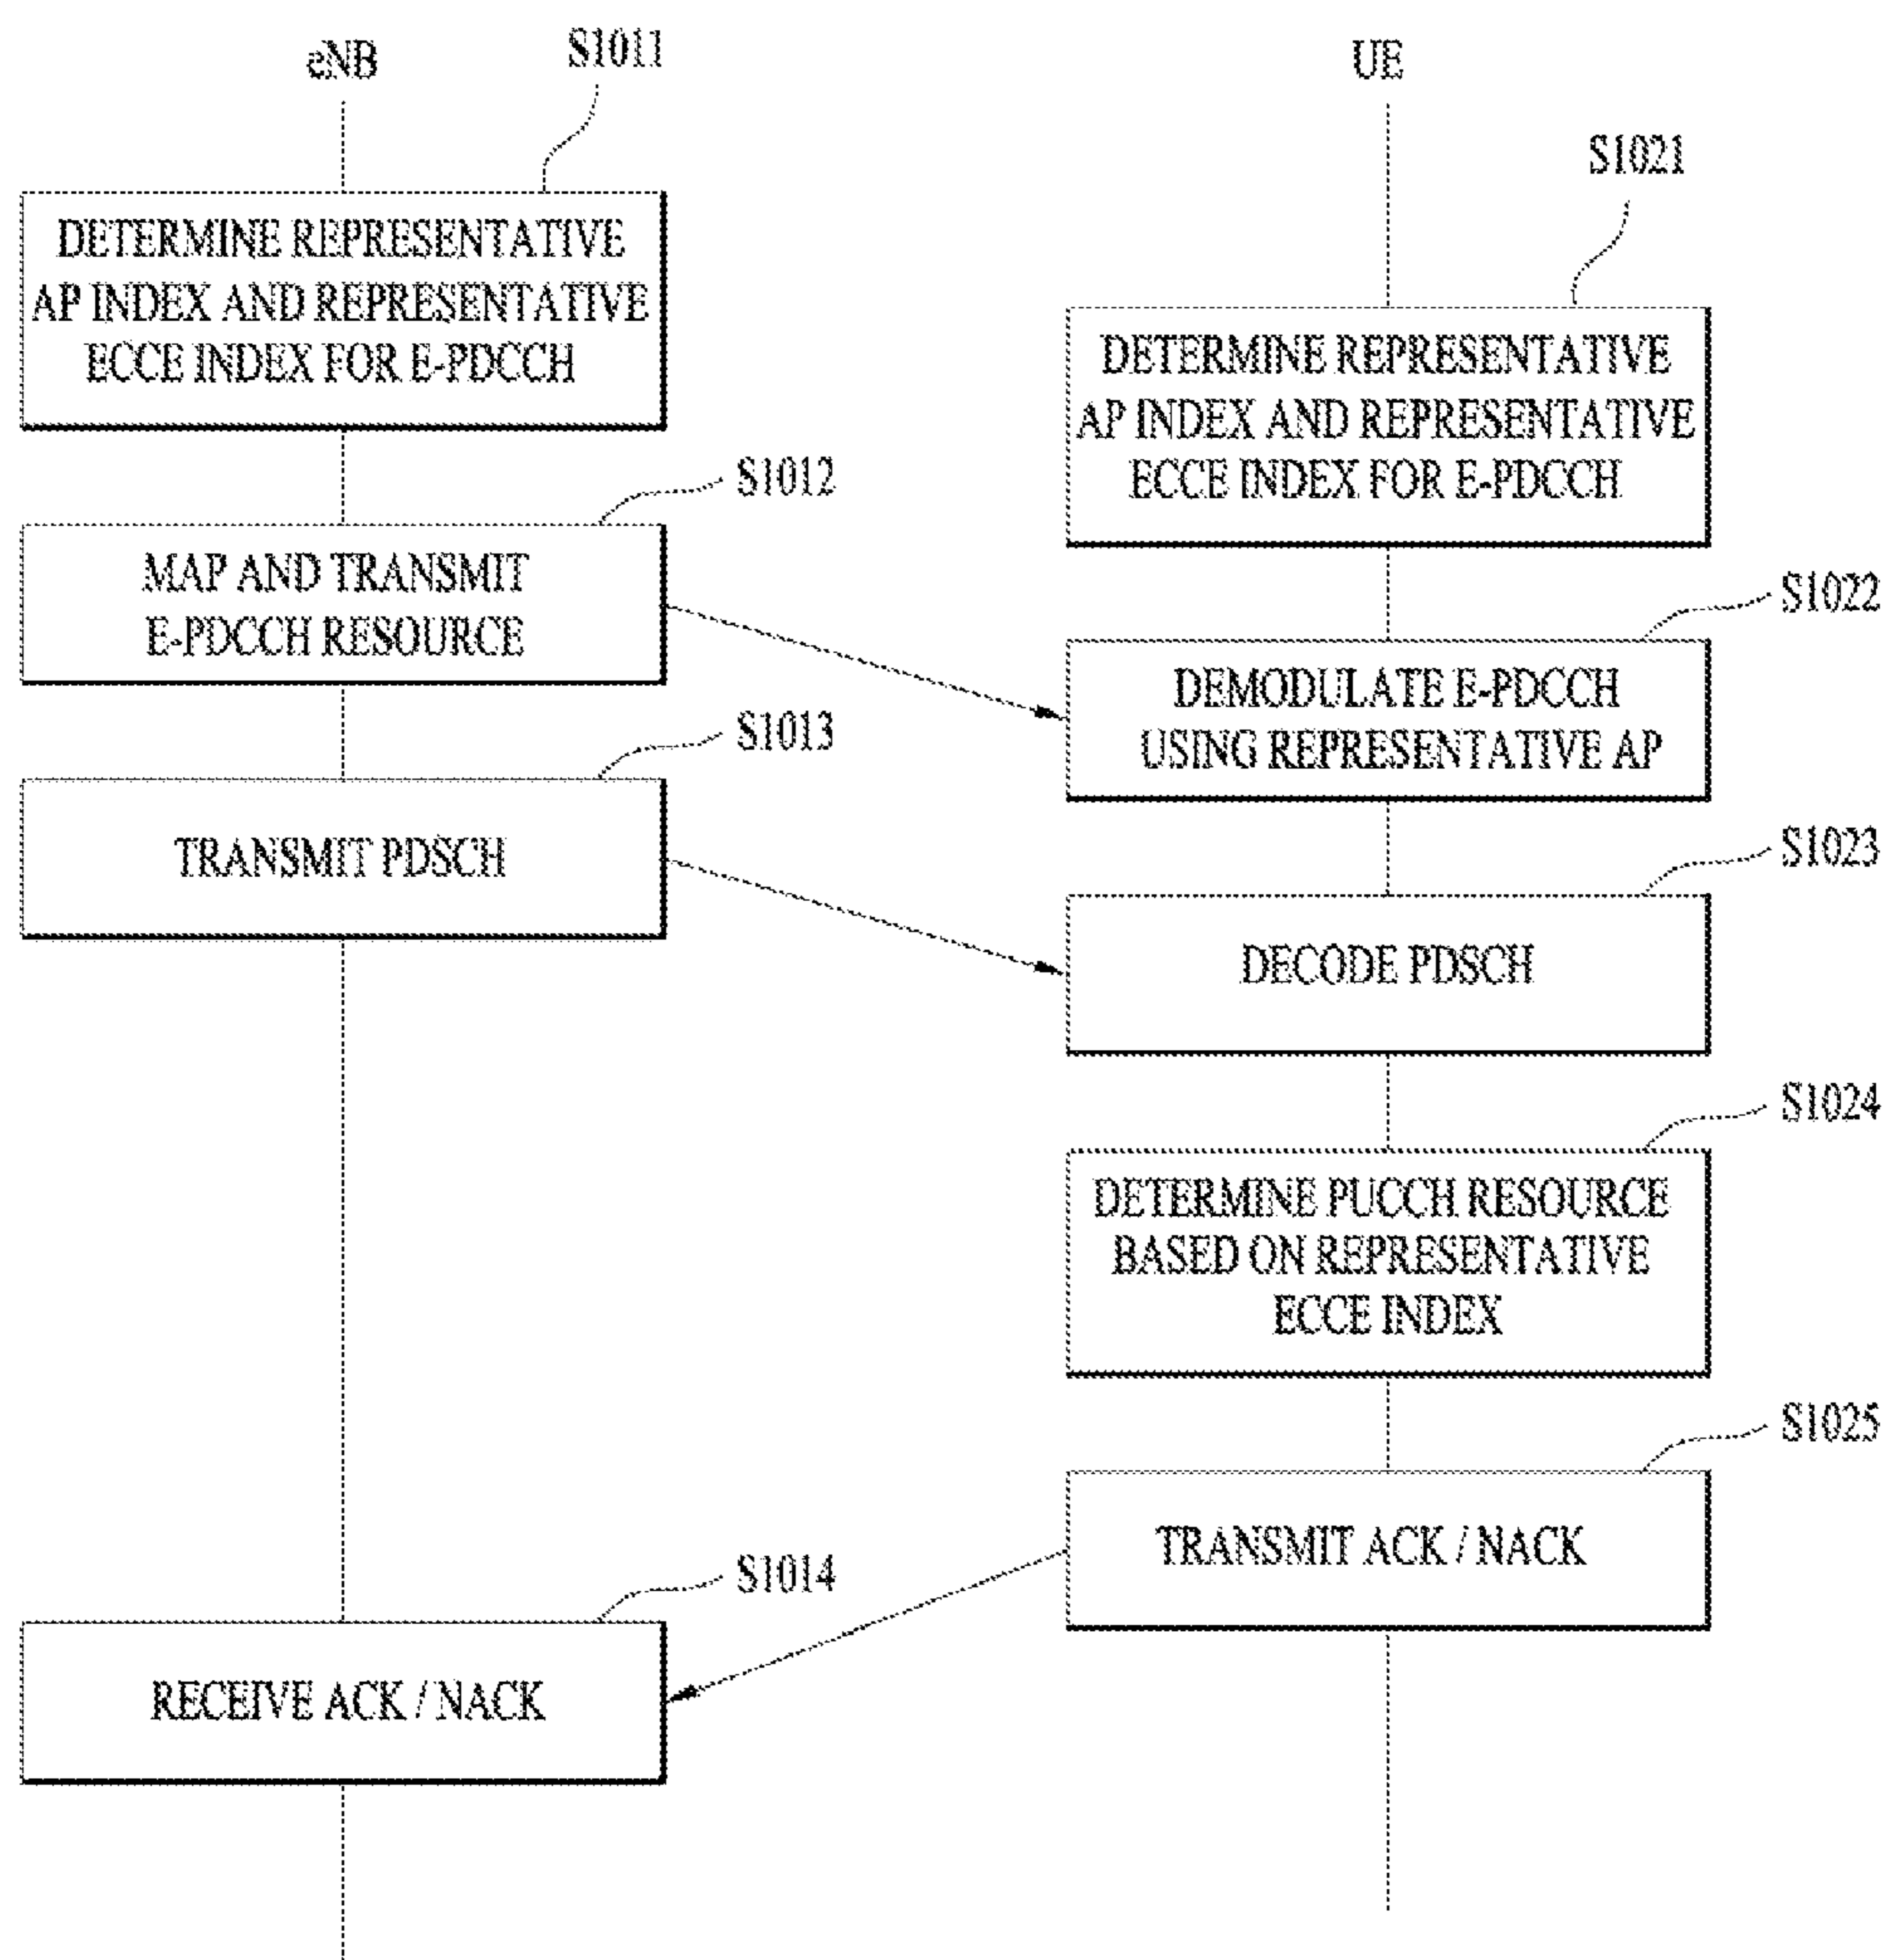 eNB
S1011
UE
S1021
DETERMINE REPRESENTATIVE
AP INDEX AND REPRESENTATIVE
ECCE INDEX FOR E-PDCCH
DETERMINE REPRESENTATIVE
AP INDEX AND REPRESENTATIVE
ECCE INDEX FOR E-PDCCH
S1012
MAP AND TRANSMIT
E-PDCCH RESOURCE
S1022
DEMODULATE E-PDCCH
USING REPRESENTATIVE AP
S1013
TRANSMIT PDSCH
S1023
DECODE PDSCH
S1024
DETERMINE PUCCH RESOURCE
BASED ON REPRESENTATIVE
ECCE INDEX
S1025
TRANSMIT ACK / NACK
S1014
RECEIVE ACK / NACK